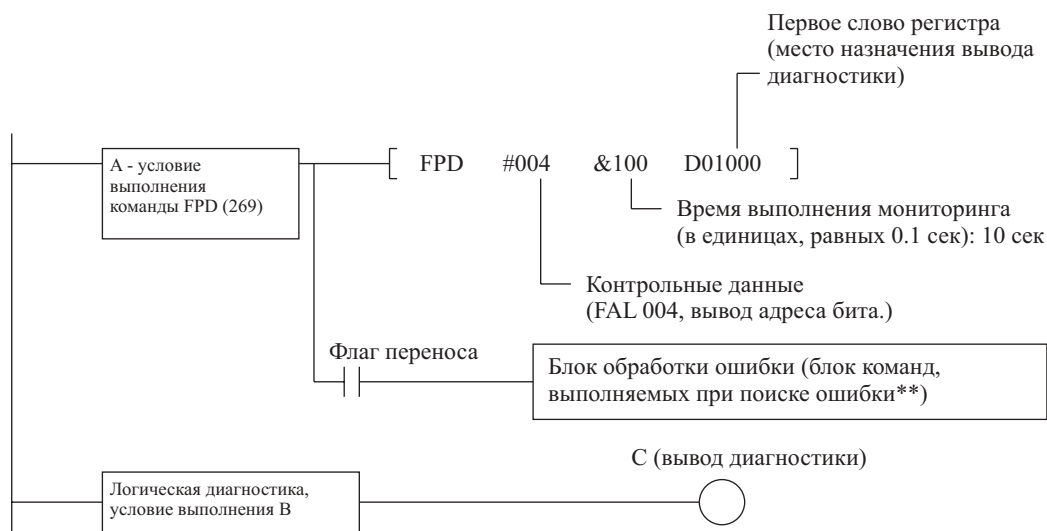 Первое слово регистра
(место назначения вывода
диагностики)
А - условие
выполнения
команды FPD (269)
FPD #004 &100 D01000
Время выполнения мониторинга
(в единицах, равных 0.1 сек): 10 сек
Контрольные данные
(FAL 004, вывод адреса бита.)
Флаг переноса
Блок обработки ошибки (блок команд,
выполняемых при поиске ошибки**)
С (вывод диагностики)
Логическая диагностика,
условие выполнения В